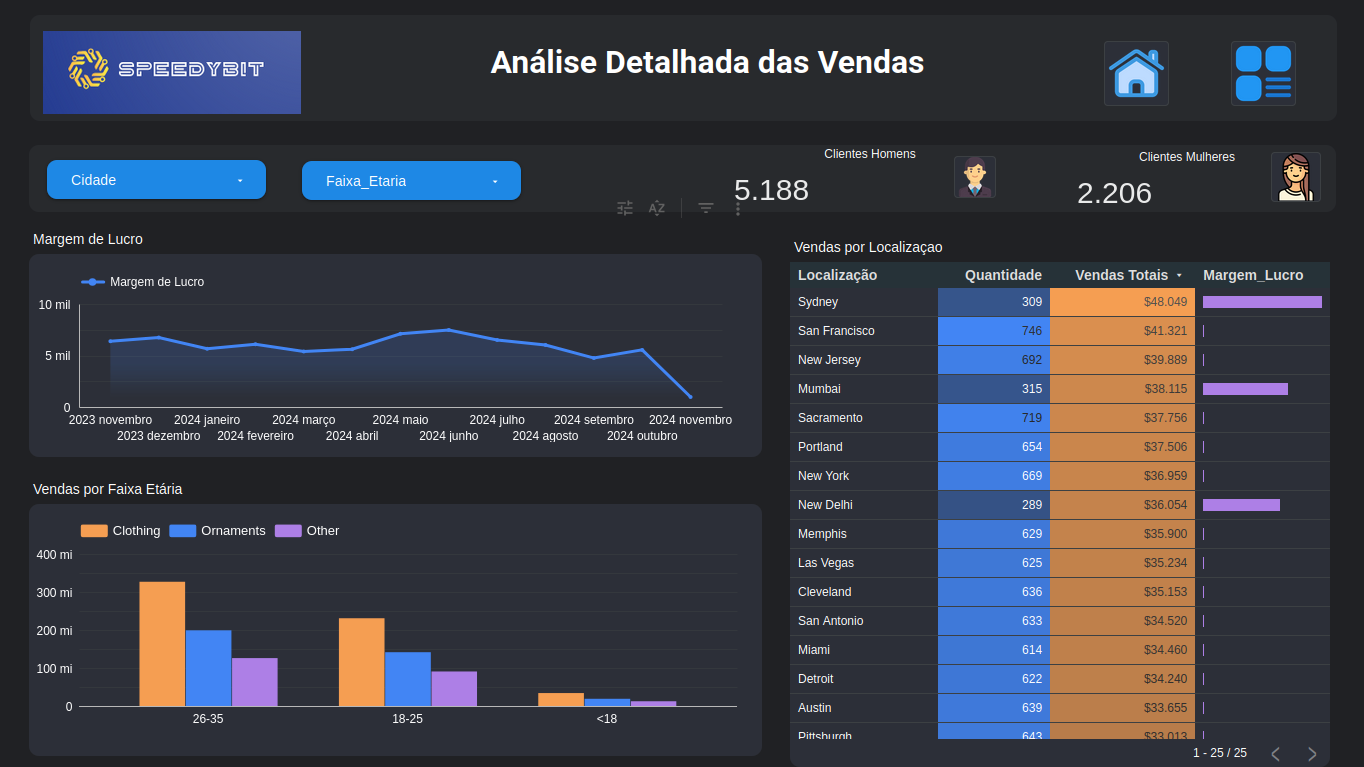 SPEEDYBIT
Análise Detalhada das Vendas
Cidade
Faixa_Etaria
Clientes Homens
5.188
Clientes Mulheres
2.206
AZ
Margem de Lucro
Margem de Lucro
10 mil
5 mil
0
2023 novembro 2024 janeiro 2024 março 2024 maio 2024 julho 2024 setembro 2024 novembro
2023 dezembro 2024 fevereiro 2024 abril 2024 junho 2024 agosto 2024 outubro
Vendas por Faixa Etária
Clothing Ornaments Other
400 mi
300 mi
200 mi
100 mi
0
26-35 18-25 <18
Vendas por Localizaçao
Localização Quantidade Vendas Totais Margem_Lucro
Sydney 309 $48.049
San Francisco 746 $41.321
New Jersey 692 $39.889
Mumbai 315 $38.115
Sacramento 719 $37.756
Portland 654 $37.506
New York 669 $36.959
New Delhi 289 $36.054
Memphis 629 $35.900
Las Vegas 625 $35.234
Cleveland 636 $35.153
San Antonio 633 $34.520
Miami 614 $34.460
Detroit 622 $34.240
Austin 639 $33.655
Pittsburgh 643 $33.013
1 - 25 / 25